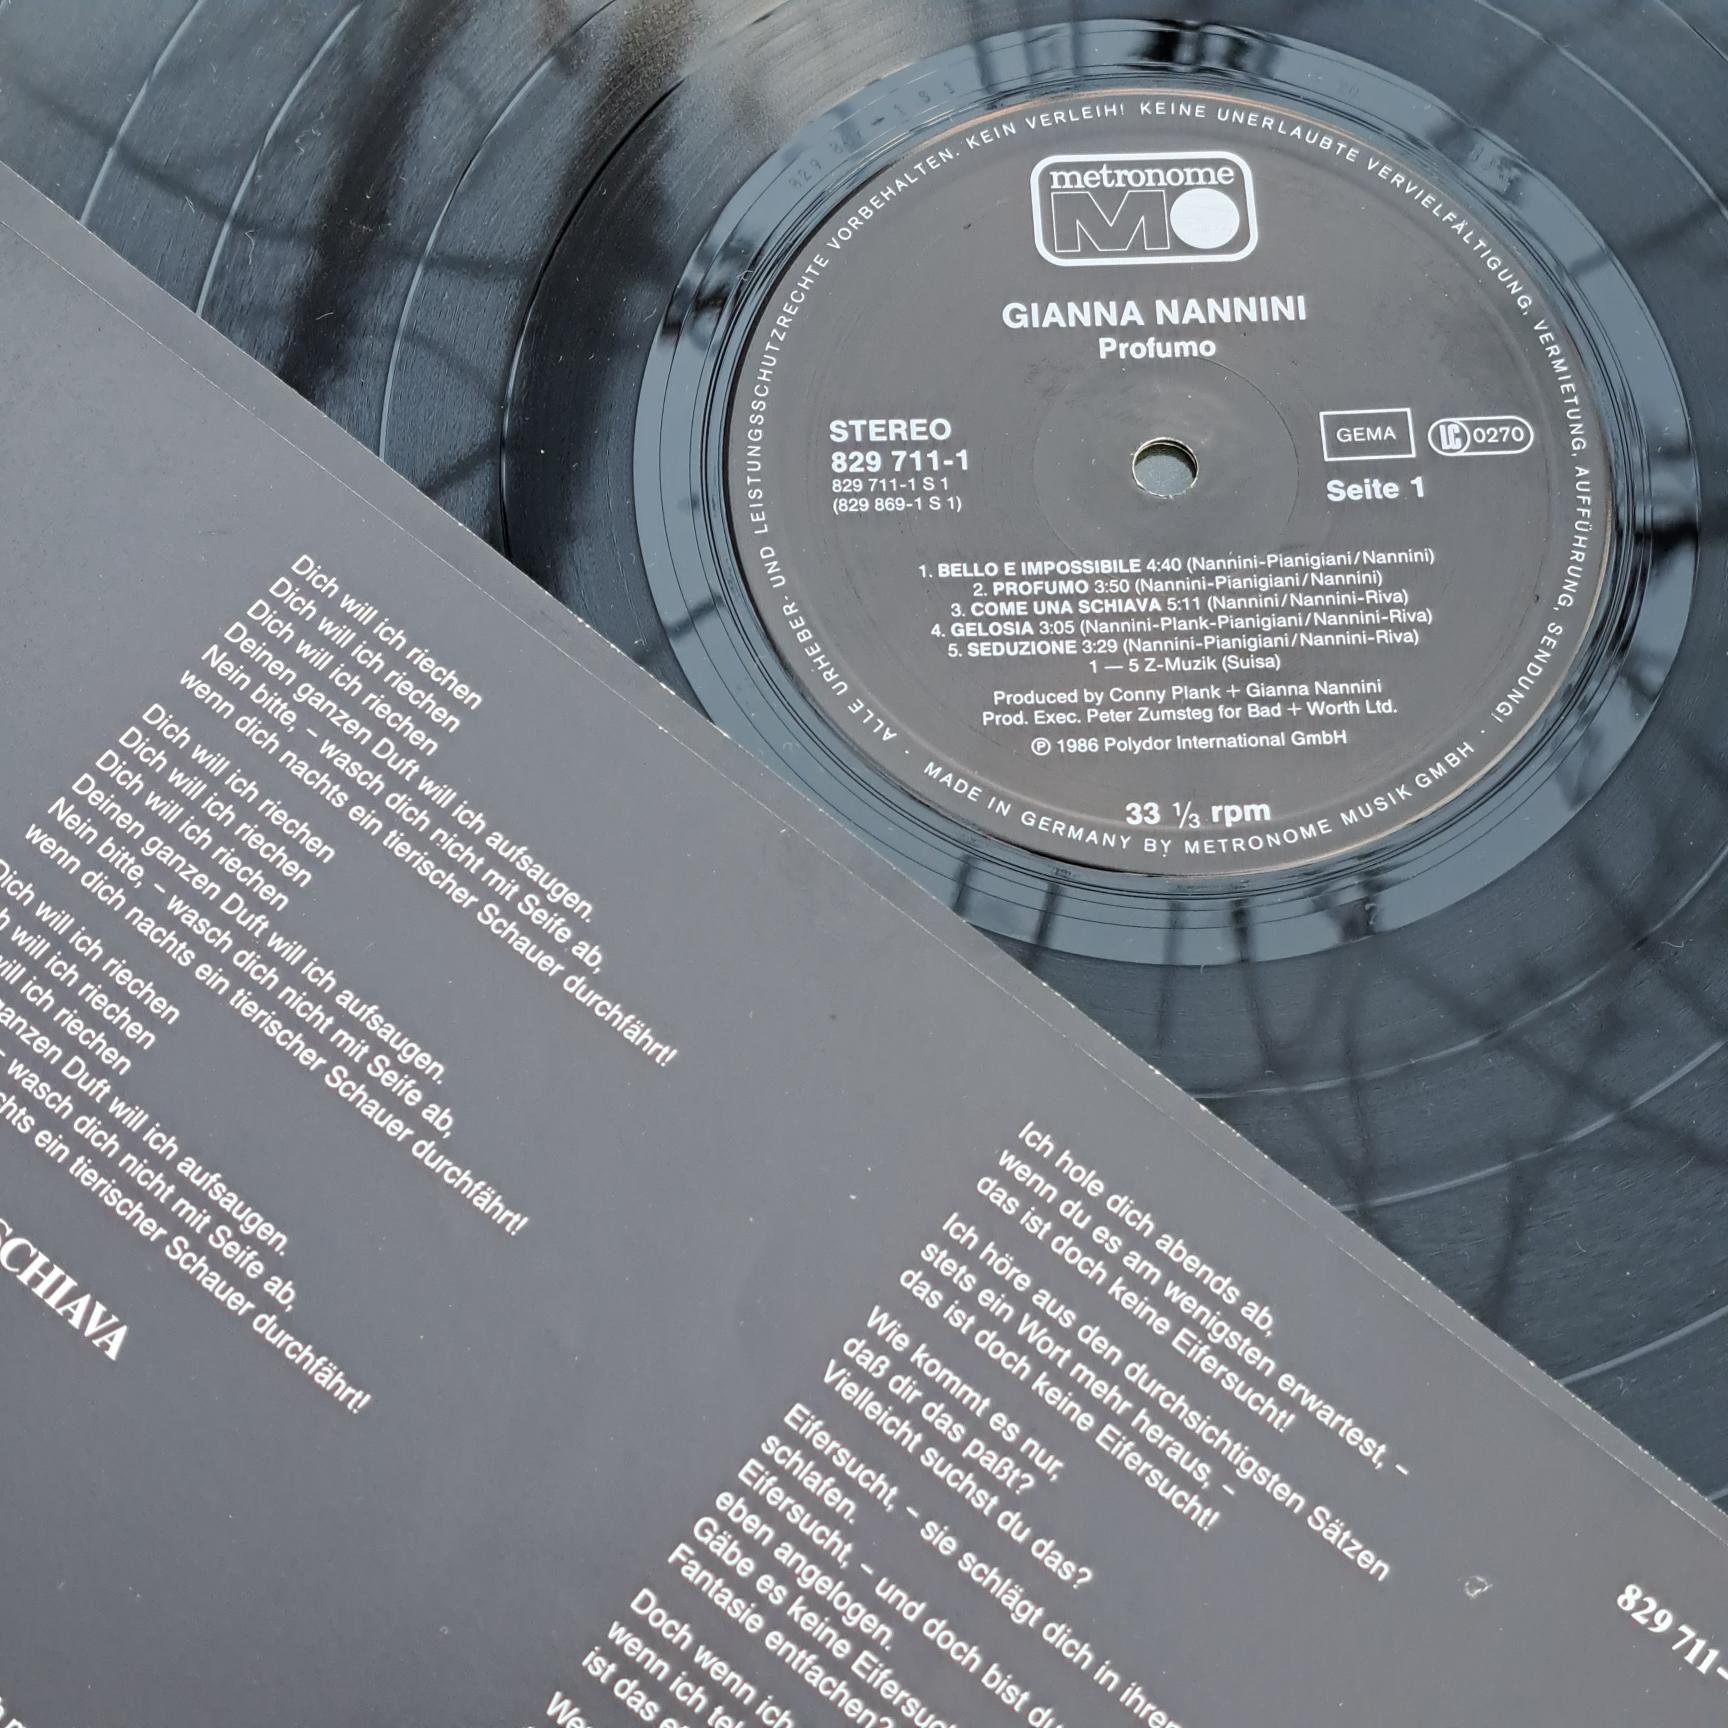 metronome
MO
GIANNA NANNINI
Profumo
STEREO
829 711-1
829 711-1 S 1
(829 869-1 S 1)
GEMA
LC 0270
Seite 1
1. BELLO E IMPOSSIBILE 4:40 (Nannini-Pianigiani/Nannini)
2. PROFUMO 3:50 (Nannini-Pianigiani/Nannini)
3. COME UNA SCHIAVA 5:11 (Nannini/Nannini-Riva)
4. GELOSIA 3:05 (Nannini-Plank-Pianigiani/Nannini-Riva)
5. SEDUZIONE 3:29 (Nannini-Pianigiani/Nannini-Riva)
1 — 5 Z-Muzik (Suisa)
Produced by Conny Plank + Gianna Nannini
Prod. Exec. Peter Zumsteg for Bad + Worth Ltd.
℗ 1986 Polydor International GmbH
33 1/3 rpm
ALLE URHEBER- UND LEISTUNGSSCHUTZRECHTE VORBEHALTEN. KEIN VERLEIH! KEINE UNERLAUBTE VERVIELFÄLTIGUNG, VERMIETUNG, AUFFÜHRUNG, SENDUNG!
· MADE IN GERMANY BY METRONOME MUSIK GMBH ·
Dich will ich riechen
Dich will ich riechen
Dich will ich riechen
Deinen ganzen Duft will ich aufsaugen.
Nein bitte, – wasch dich nicht mit Seife ab,
wenn dich nachts ein tierischer Schauer durchfährt!
Dich will ich riechen
Dich will ich riechen
Dich will ich riechen
Deinen ganzen Duft will ich aufsaugen.
Nein bitte, – wasch dich nicht mit Seife ab,
wenn dich nachts ein tierischer Schauer durchfährt!
Dich will ich riechen
will ich riechen
will ich riechen
ganzen Duft will ich aufsaugen.
– wasch dich nicht mit Seife ab,
ein tierischer Schauer durchfährt!
SCHIAVA
Ich hole dich abends ab,
wenn du es am wenigsten erwartest, –
das ist doch keine Eifersucht!
Ich höre aus den durchsichtigsten Sätzen
stets ein Wort mehr heraus, –
das ist doch keine Eifersucht!
Wie kommt es nur,
daß dir das paßt?
Vielleicht suchst du das?
Eifersucht, – sie schlägt dich in ihren
schlafen.
Eifersucht, – und doch bist du
eben angelogen.
Gäbe es keine Eifersuc
Fantasie entfachen?
Doch wenn ich
wenn ich tel
ist das e
We
829 711-